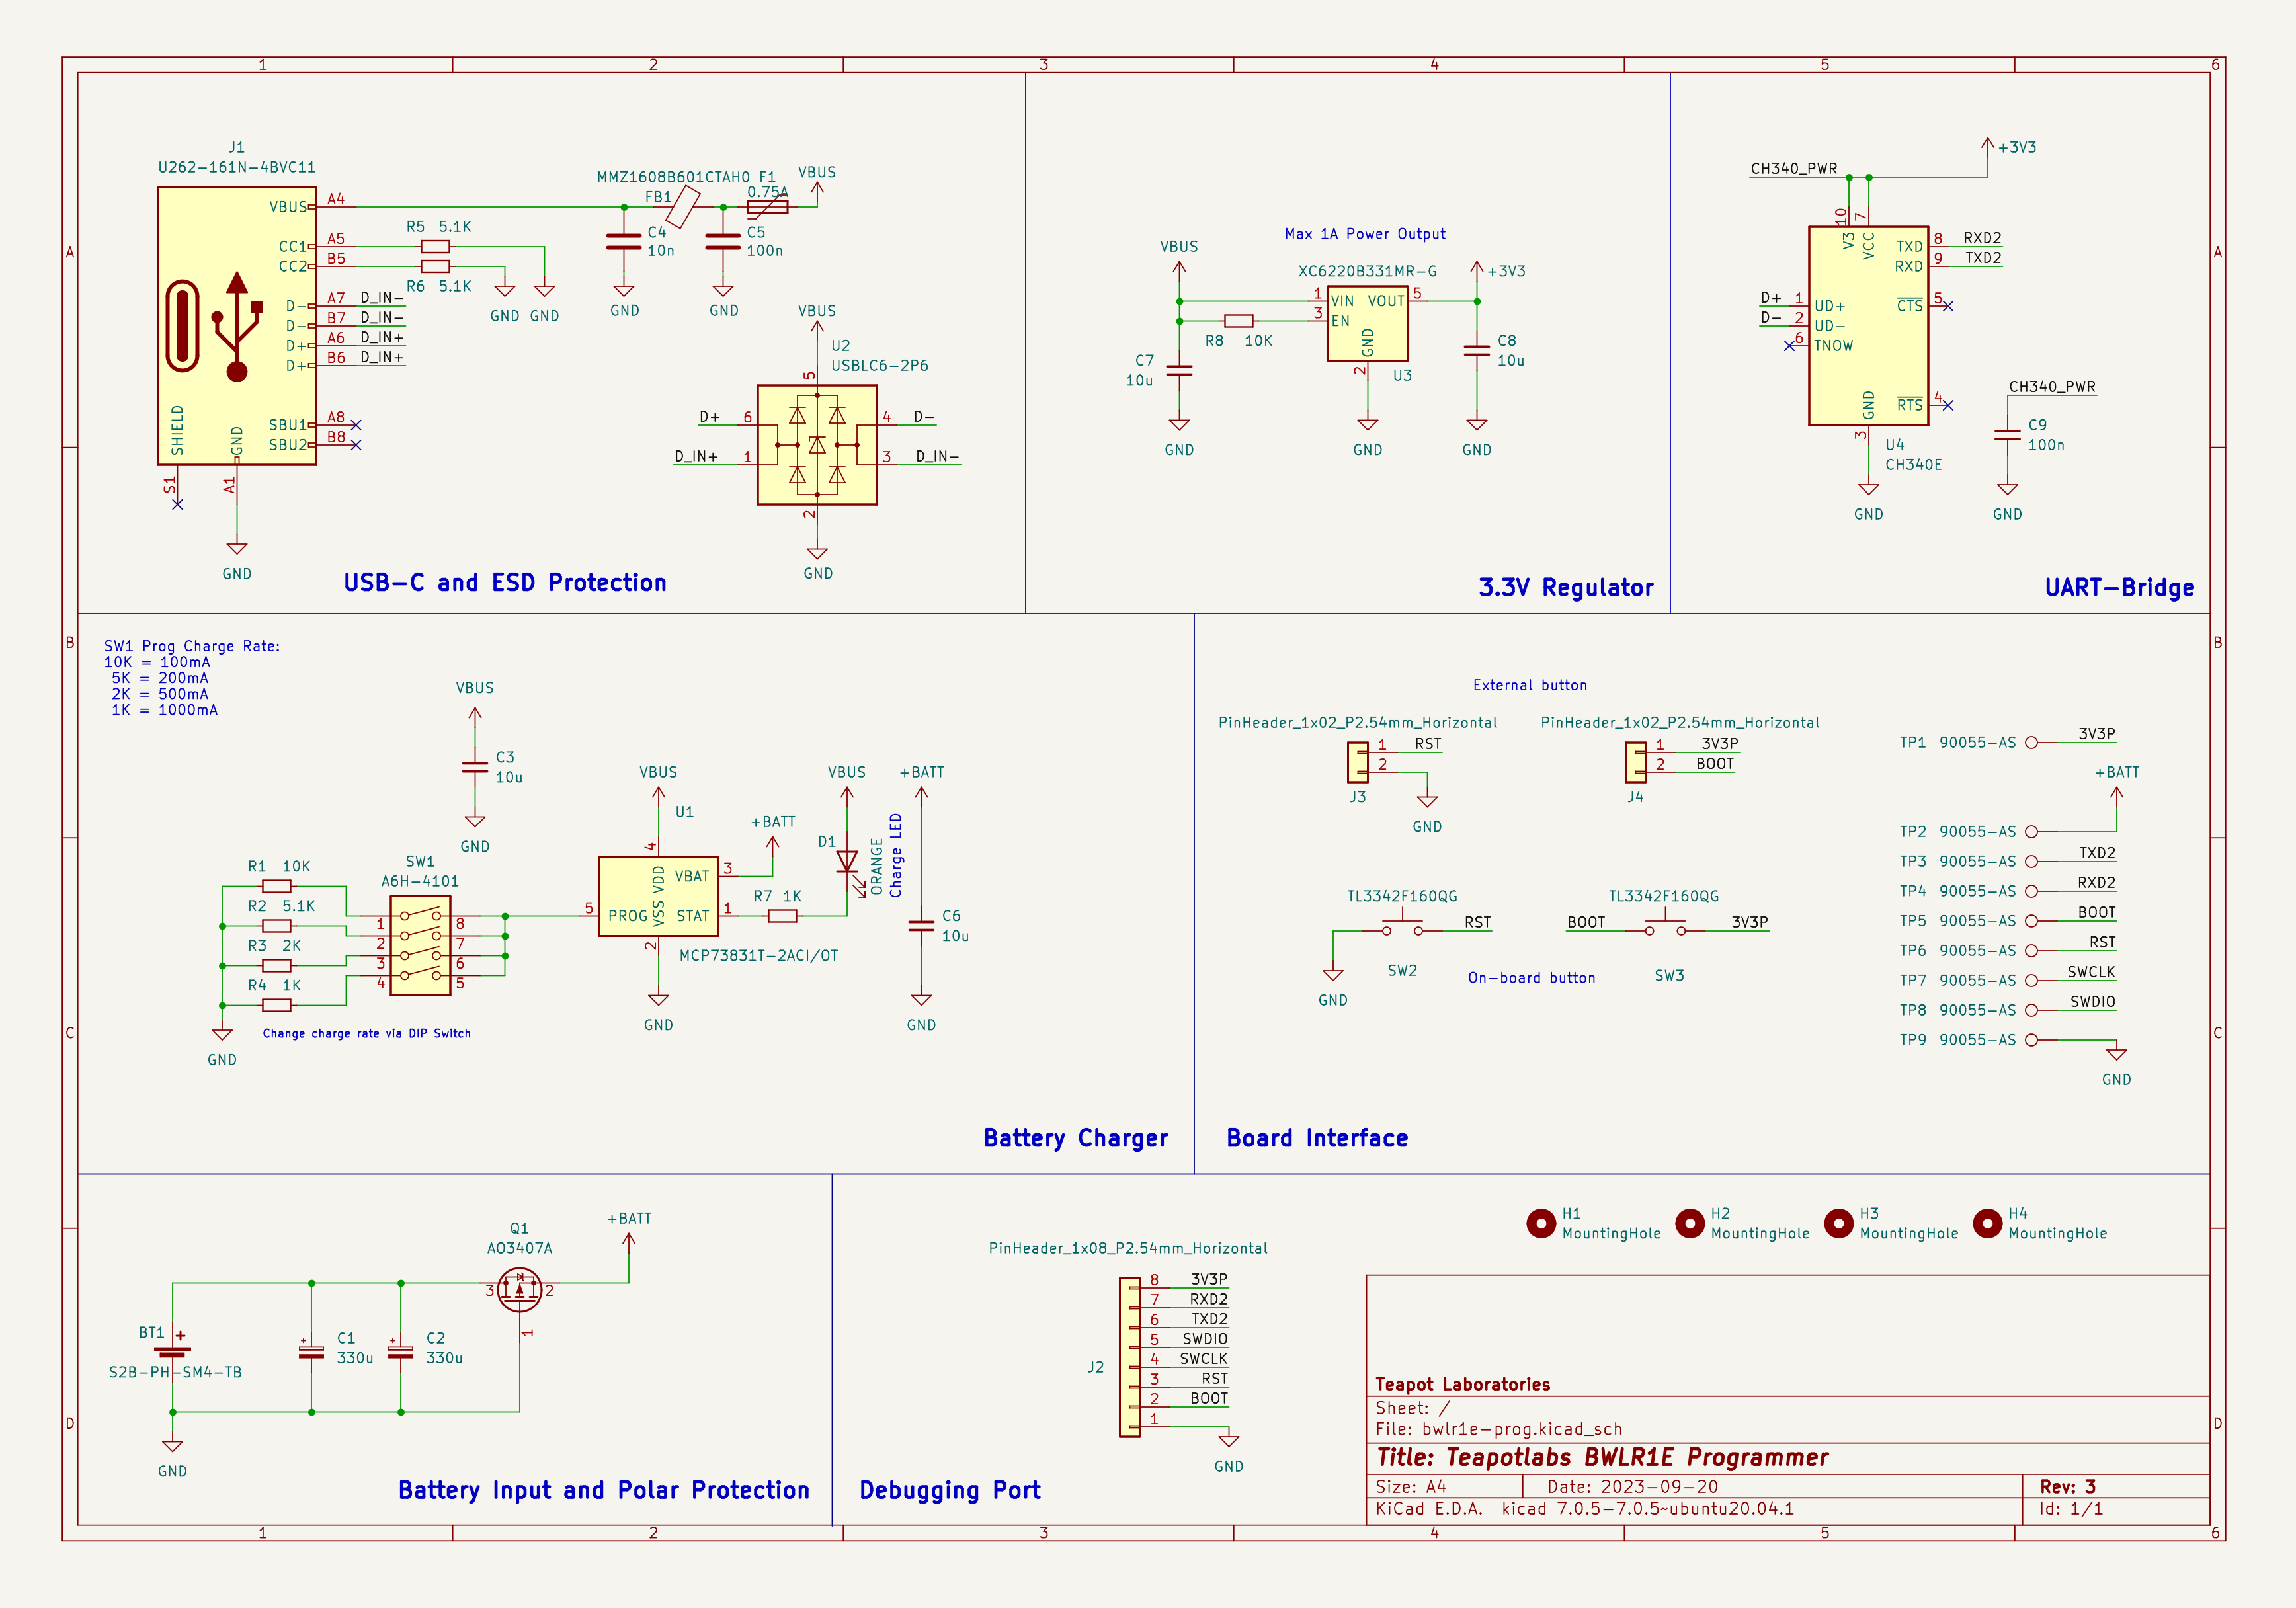 1 2 3 4 5 6
A
B
C
D
J1
U262-161N-4BVC11
VBUS A4
CC1 A5
CC2 B5
D- A7 D_IN-
D- B7 D_IN-
D+ A6 D_IN+
D+ B6 D_IN+
SBU1 A8
SBU2 B8
SHIELD
GND
S1
A1
GND
R5 5.1K
R6 5.1K
GND GND
MMZ1608B601CTAH0 F1
FB1
0.75A
VBUS
C4
10n
GND
C5
100n
GND
VBUS
U2
USBLC6-2P6
5
D+ 6
4 D-
D_IN+ 1
3 D_IN-
2
GND
USB-C and ESD Protection
Max 1A Power Output
VBUS
XC6220B331MR-G
+3V3
1 VIN VOUT 5
3 EN
GND
2
R8 10K
U3
C7
10u
C8
10u
GND GND GND
3.3V Regulator
CH340_PWR
+3V3
10 7
V3 VCC
TXD 8 RXD2
RXD 9 TXD2
D+ 1 UD+
D- 2 UD-
6 TNOW
CTS 5
RTS 4
GND
3
U4
CH340E
GND
CH340_PWR
C9
100n
GND
UART-Bridge
SW1 Prog Charge Rate:
10K = 100mA
5K = 200mA
2K = 500mA
1K = 1000mA
VBUS
C3
10u
GND
R1 10K
R2 5.1K
R3 2K
R4 1K
GND
SW1
A6H-4101
1 8
2 7
3 6
4 5
Change charge rate via DIP Switch
VBUS
U1
4
VDD
VBAT 3
+BATT
5 PROG
VSS
STAT 1
2
R7 1K
MCP73831T-2ACI/OT
GND
VBUS
D1
ORANGE
Charge LED
+BATT
C6
10u
GND
Battery Charger
External button
PinHeader_1x02_P2.54mm_Horizontal
1 RST
2
J3
GND
PinHeader_1x02_P2.54mm_Horizontal
1 3V3P
2 BOOT
J4
TL3342F160QG
RST
SW2
GND
TL3342F160QG
BOOT 3V3P
SW3
On-board button
TP1 90055-AS 3V3P
+BATT
TP2 90055-AS
TP3 90055-AS TXD2
TP4 90055-AS RXD2
TP5 90055-AS BOOT
TP6 90055-AS RST
TP7 90055-AS SWCLK
TP8 90055-AS SWDIO
TP9 90055-AS
GND
Board Interface
Q1
AO3407A
+BATT
3 2
1
BT1 +
S2B-PH-SM4-TB
C1
330u
C2
330u
GND
Battery Input and Polar Protection
PinHeader_1x08_P2.54mm_Horizontal
8 3V3P
7 RXD2
6 TXD2
5 SWDIO
4 SWCLK
3 RST
2 BOOT
1
J2
GND
Debugging Port
H1
MountingHole
H2
MountingHole
H3
MountingHole
H4
MountingHole
Teapot Laboratories
Sheet: /
File: bwlr1e-prog.kicad_sch
Title: Teapotlabs BWLR1E Programmer
Size: A4 Date: 2023-09-20 Rev: 3
KiCad E.D.A. kicad 7.0.5-7.0.5~ubuntu20.04.1 Id: 1/1
A
B
C
D
1 2 3 4 5 6